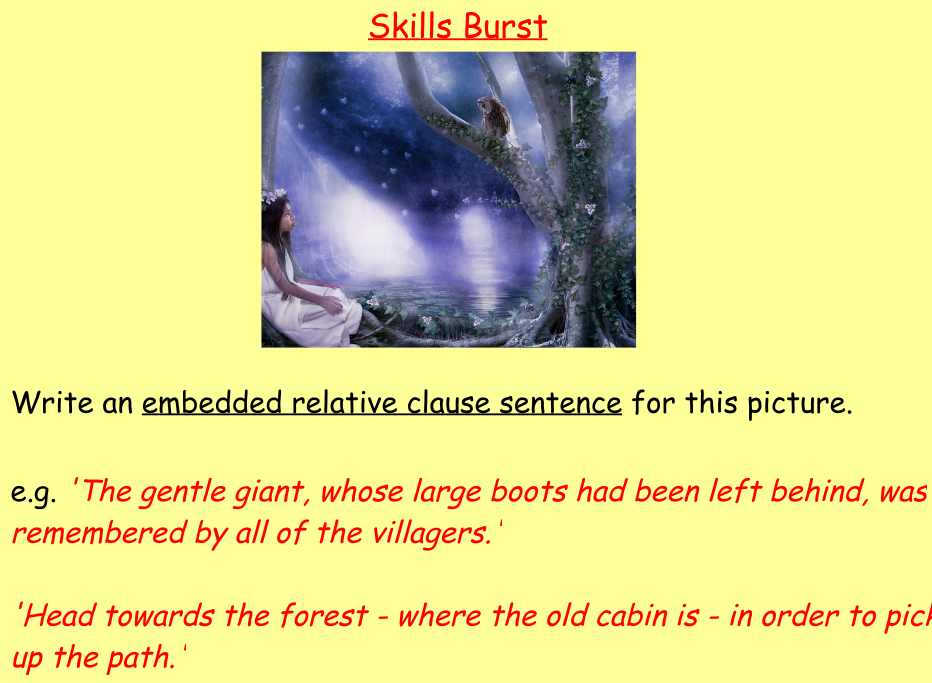 Skills Burst
Write an embedded relative clause sentence for this picture.
e.g. 'The gentle giant, whose large boots had been left behind, was
remembered by all of the villagers.'
'Head towards the forest - where the old cabin is - in order to pick
up the path.'